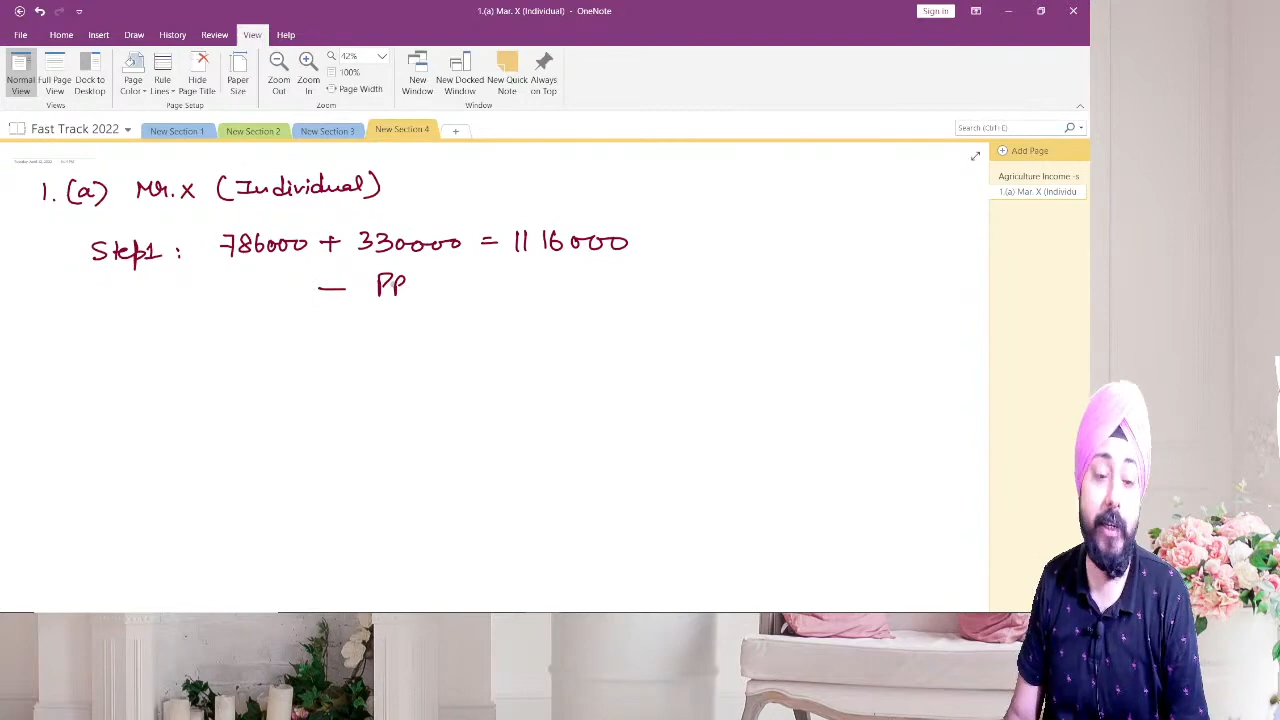 1.(a) Mar. X (Individual) - OneNote
Sign in
File Home Insert Draw History Review View Help
Normal View
Full Page View
Dock to Desktop
Page Color
Rule Lines
Hide Page Title
Paper Size
Zoom Out
Zoom In
42%
100%
Page Width
New Window
New Docked Window
New Quick Note
Always on Top
Views Page Setup Zoom Window
Fast Track 2022 New Section 1 New Section 2 New Section 3 New Section 4 +
Search (Ctrl+E)
Add Page
Agriculture Income -s
1.(a) Mar. X (Individu
1.(a) Mr. X (Individual)
Step1 : 786000 + 330000 = 1116000
— PP